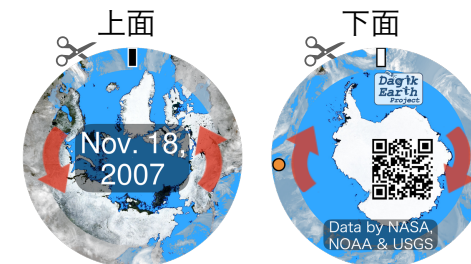 上面
下面
Nov. 18,
2007
Dagik
Earth
Project
Data by NASA,
NOAA & USGS